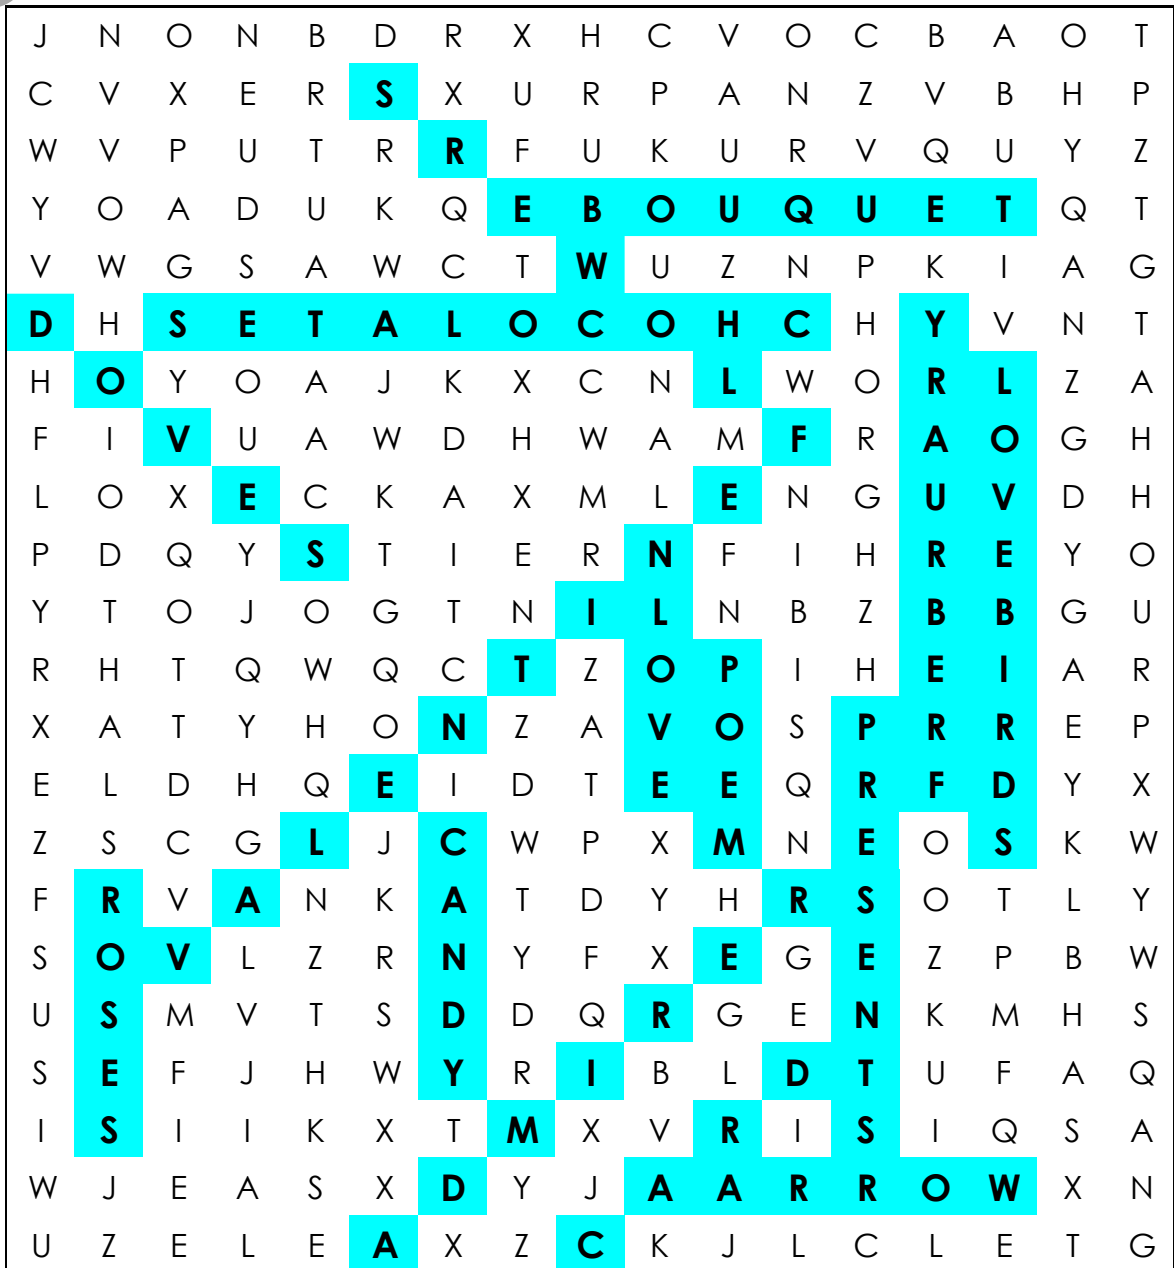 J N O N B D R X H C V O C B A O T
C V X E R S X U R P A N Z V B H P
W V P U T R R F U K U R V Q U Y Z
Y O A D U K Q E B O U Q U E T Q T
V W G S A W C T W U Z N P K I A G
D H S E T A L O C O H C H Y V N T
H O Y O A J K X C N L W O R L Z A
F I V U A W D H W A M F R A O G H
L O X E C K A X M L E N G U V D H
P D Q Y S T I E R N F I H R E Y O
Y T O J O G T N I L N B Z B B G U
R H T Q W Q C T Z O P I H E I A R
X A T Y H O N Z A V O S P R R E P
E L D H Q E I D T E E Q R F D Y X
Z S C G L J C W P X M N E O S K W
F R V A N K A T D Y H R S O T L Y
S O V L Z R N Y F X E G E Z P B W
U S M V T S D D Q R G E N K M H S
S E F J H W Y R I B L D T U F A Q
I S I I K X T M X V R I S I Q S A
W J E A S X D Y J A A R R O W X N
U Z E L E A X Z C K J L C L E T G